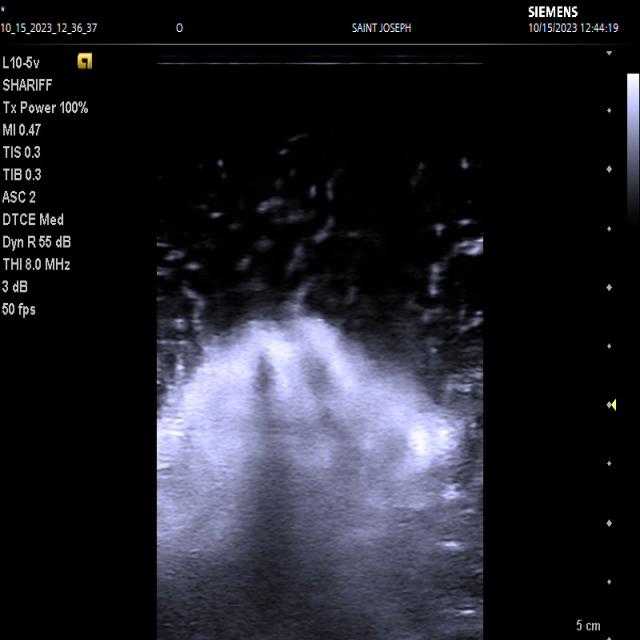 *
SIEMENS
10_15_2023_12_36_37 O SAINT JOSEPH 10/15/2023 12:44:19
L10-5v
SHARIFF
Tx Power 100%
MI 0.47
TIS 0.3
TIB 0.3
ASC 2
DTCE Med
Dyn R 55 dB
THI 8.0 MHz
3 dB
50 fps
5 cm